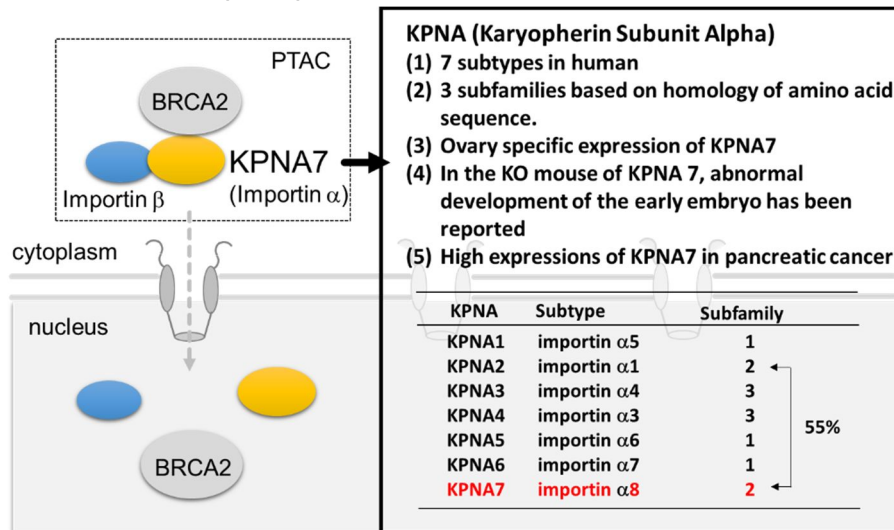 PTAC
BRCA2
KPNA7
Importin β
(Importin α)
cytoplasm
nucleus
BRCA2
KPNA (Karyopherin Subunit Alpha)
(1) 7 subtypes in human
(2) 3 subfamilies based on homology of amino acid
sequence.
(3) Ovary specific expression of KPNA7
(4) In the KO mouse of KPNA 7, abnormal
development of the early embryo has been
reported
(5) High expressions of KPNA7 in pancreatic cancer
KPNA Subtype Subfamily
KPNA1 importin α5 1
KPNA2 importin α1 2
KPNA3 importin α4 3
KPNA4 importin α3 3
KPNA5 importin α6 1
KPNA6 importin α7 1
KPNA7 importin α8 2
55%